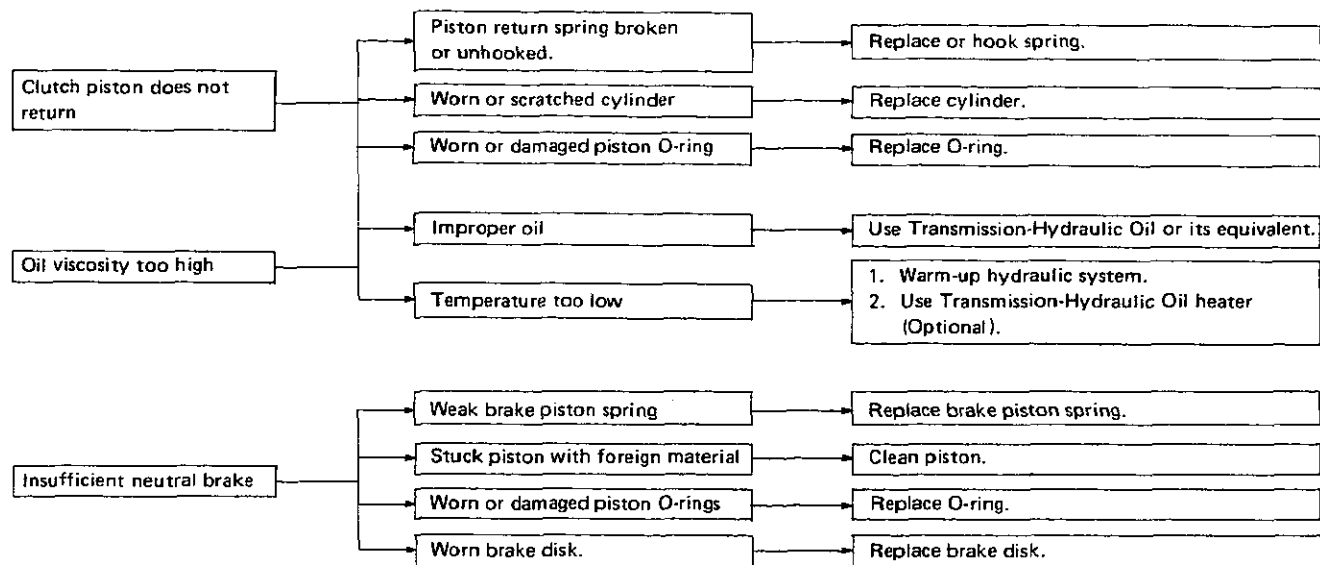 Clutch piston does not
return
Piston return spring broken
or unhooked.
Replace or hook spring.
Worn or scratched cylinder
Replace cylinder.
Worn or damaged piston O-ring
Replace O-ring.
Oil viscosity too high
Improper oil
Use Transmission-Hydraulic Oil or its equivalent.
Temperature too low
1. Warm-up hydraulic system.
2. Use Transmission-Hydraulic Oil heater
(Optional).
Insufficient neutral brake
Weak brake piston spring
Replace brake piston spring.
Stuck piston with foreign material
Clean piston.
Worn or damaged piston O-rings
Replace O-ring.
Worn brake disk.
Replace brake disk.